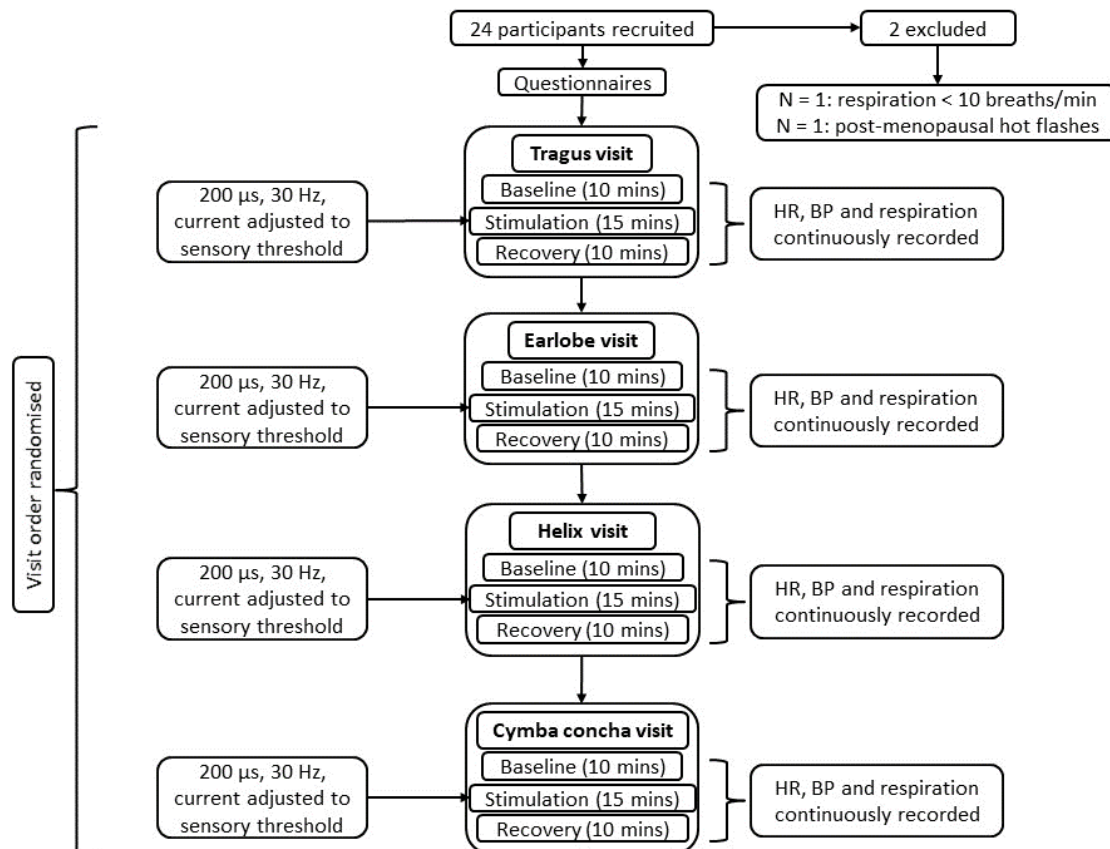 24 participants recruited
2 excluded
Questionnaires
N = 1: respiration < 10 breaths/min
N = 1: post-menopausal hot flashes
Visit order randomised
Tragus visit
Baseline (10 mins)
Stimulation (15 mins)
Recovery (10 mins)
200 µs, 30 Hz,
current adjusted to
sensory threshold
HR, BP and respiration
continuously recorded
Earlobe visit
Baseline (10 mins)
Stimulation (15 mins)
Recovery (10 mins)
200 µs, 30 Hz,
current adjusted to
sensory threshold
HR, BP and respiration
continuously recorded
Helix visit
Baseline (10 mins)
Stimulation (15 mins)
Recovery (10 mins)
200 µs, 30 Hz,
current adjusted to
sensory threshold
HR, BP and respiration
continuously recorded
Cymba concha visit
Baseline (10 mins)
Stimulation (15 mins)
Recovery (10 mins)
200 µs, 30 Hz,
current adjusted to
sensory threshold
HR, BP and respiration
continuously recorded